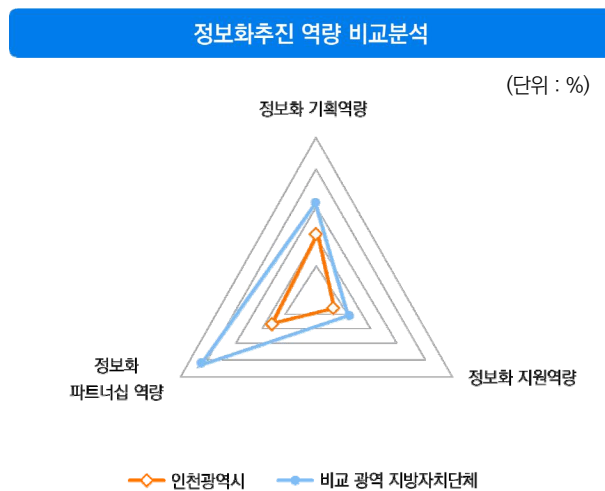 정보화추진 역량 비교분석
(단위 : %)
정보화 기획역량
정보화
파트너십 역량
정보화 지원역량
인천광역시
비교 광역 지방자치단체